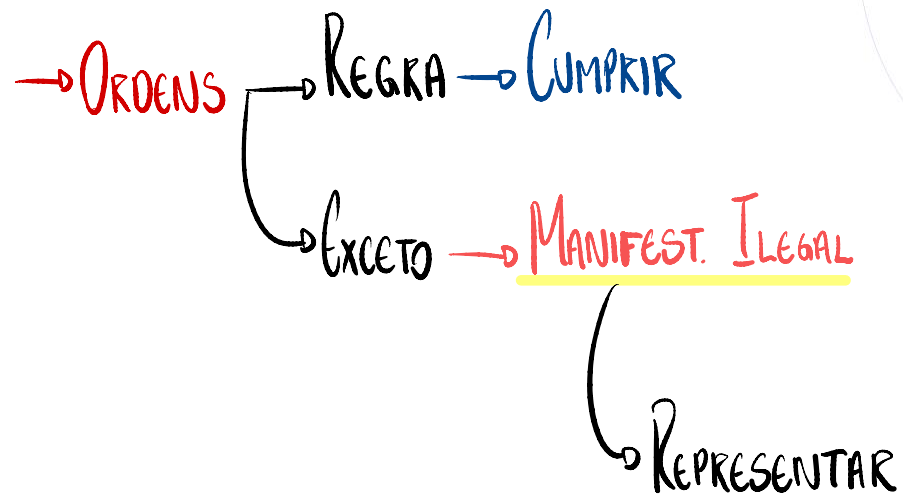 → ORDENS → REGRA → CUMPRIR
→ EXCETO → MANIFEST. ILEGAL
→ REPRESENTAR